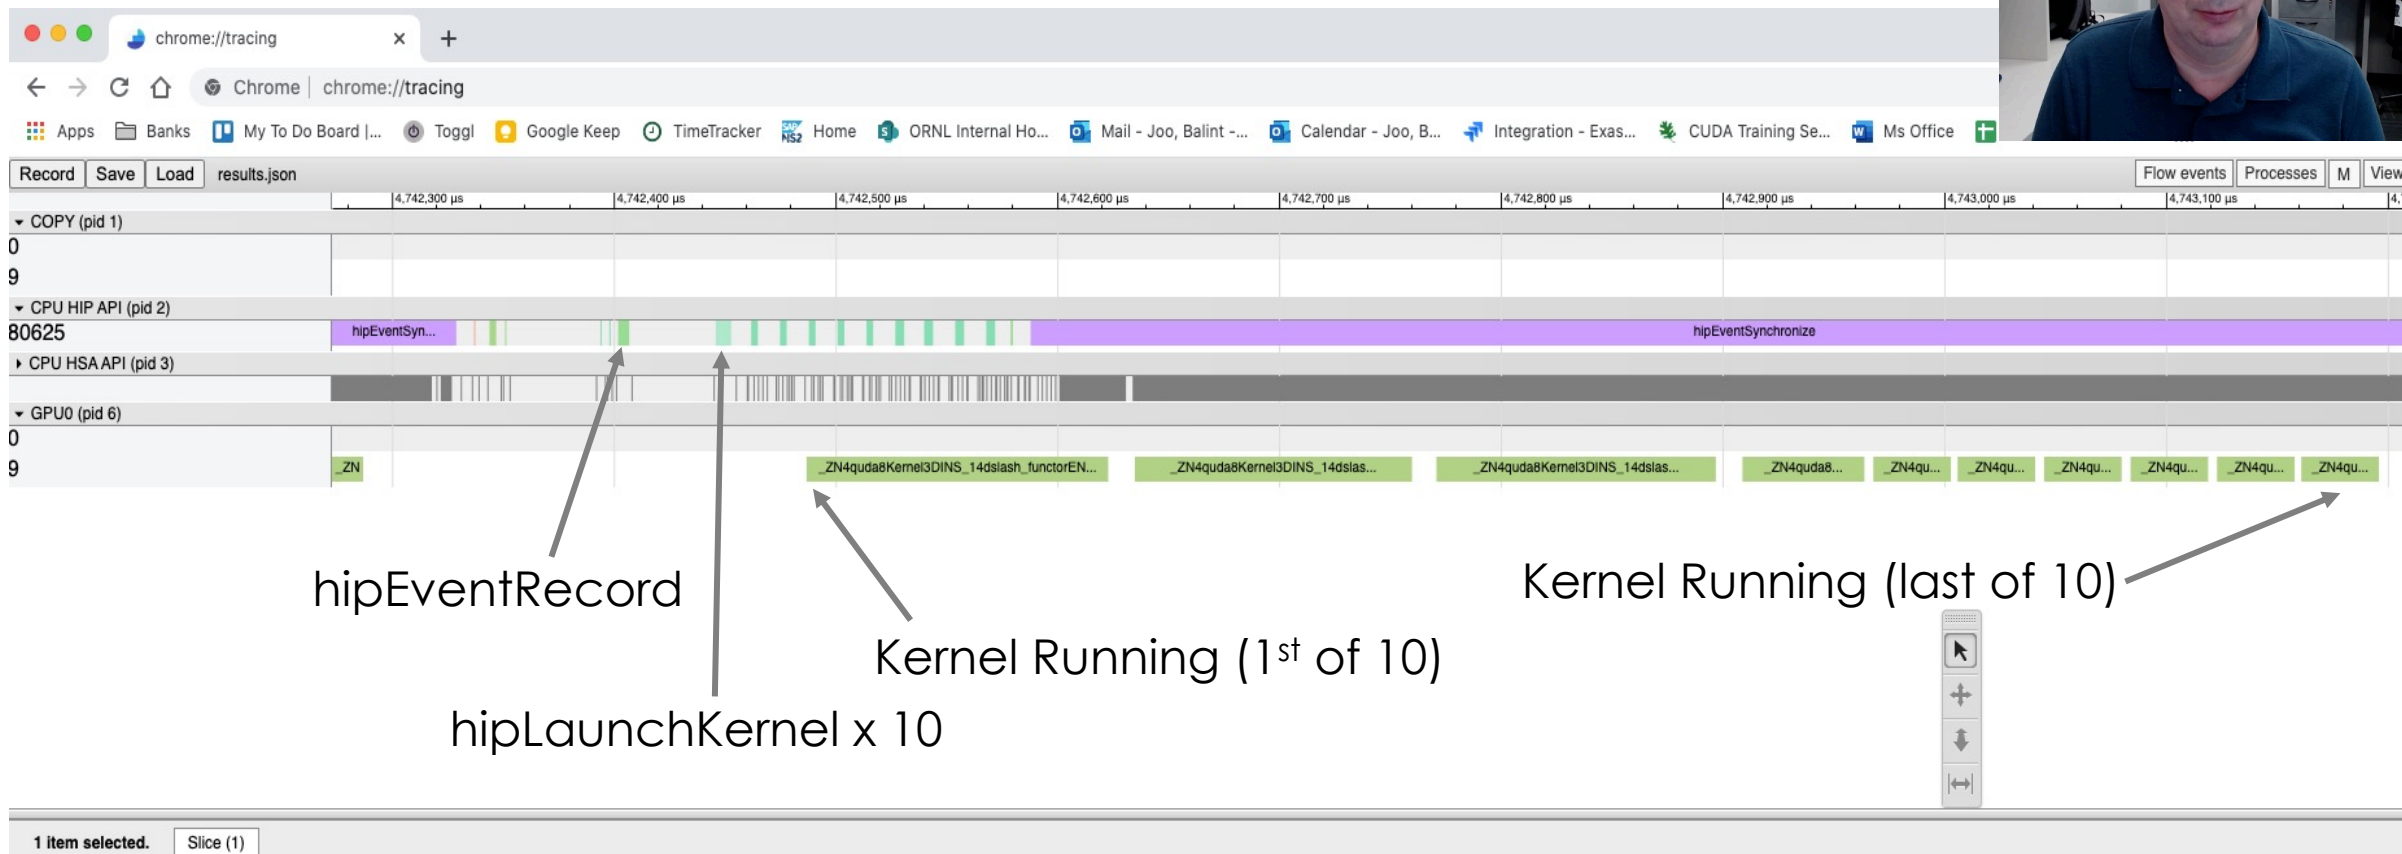 chrome://tracing × +
Chrome | chrome://tracing
Apps Banks My To Do Board |... Toggl Google Keep TimeTracker Home ORNL Internal Ho... Mail - Joo, Balint -... Calendar - Joo, B... Integration - Exas... CUDA Training Se... Ms Office
Record Save Load results.json Flow events Processes M View
4,742,300 µs 4,742,400 µs 4,742,500 µs 4,742,600 µs 4,742,700 µs 4,742,800 µs 4,742,900 µs 4,743,000 µs 4,743,100 µs
COPY (pid 1)
0
9
CPU HIP API (pid 2)
80625 hipEventSyn... hipEventSynchronize
CPU HSA API (pid 3)
GPU0 (pid 6)
0
9 _ZN _ZN4quda8Kernel3DINS_14dslash_functorEN... _ZN4quda8Kernel3DINS_14dslas... _ZN4quda8Kernel3DINS_14dslas... _ZN4quda8... _ZN4qu... _ZN4qu... _ZN4qu... _ZN4qu... _ZN4qu... _ZN4qu...
hipEventRecord
Kernel Running (last of 10)
Kernel Running (1st of 10)
hipLaunchKernel x 10
1 item selected. Slice (1)